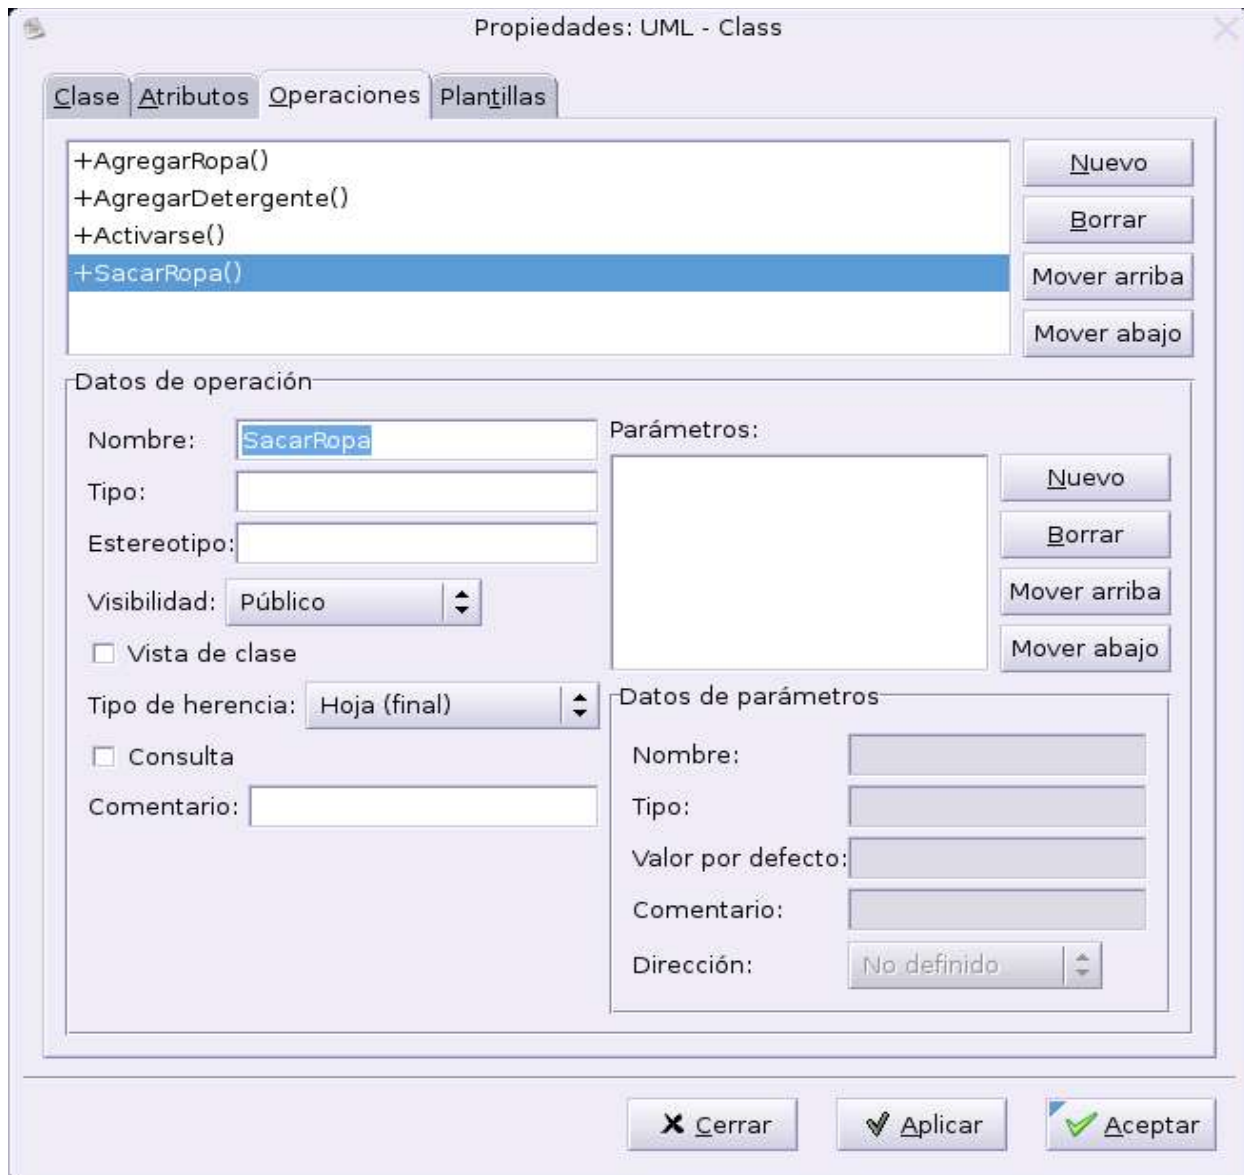 Propiedades: UML - Class
Clase Atributos Operaciones Plantillas
+AgregarRopa()
+AgregarDetergente()
+Activarse()
+SacarRopa()
Nuevo
Borrar
Mover arriba
Mover abajo
Datos de operación
Nombre: SacarRopa
Tipo:
Estereotipo:
Visibilidad: Público
Vista de clase
Tipo de herencia: Hoja (final)
Consulta
Comentario:
Parámetros:
Nuevo
Borrar
Mover arriba
Mover abajo
Datos de parámetros
Nombre:
Tipo:
Valor por defecto:
Comentario:
Dirección: No definido
Cerrar Aplicar Aceptar